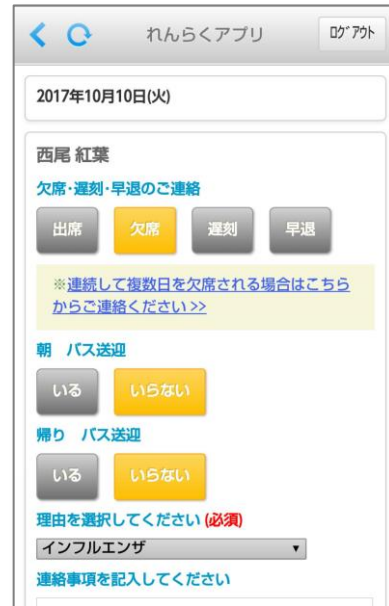 れんらくアプリ
ログアウト
2017年10月10日(火)
西尾 紅葉
欠席・遅刻・早退のご連絡
出席 欠席 遅刻 早退
※連続して複数日を欠席される場合はこちら
からご連絡ください >>
朝 バス送迎
いる いらない
帰り バス送迎
いる いらない
理由を選択してください (必須)
インフルエンザ
連絡事項を記入してください